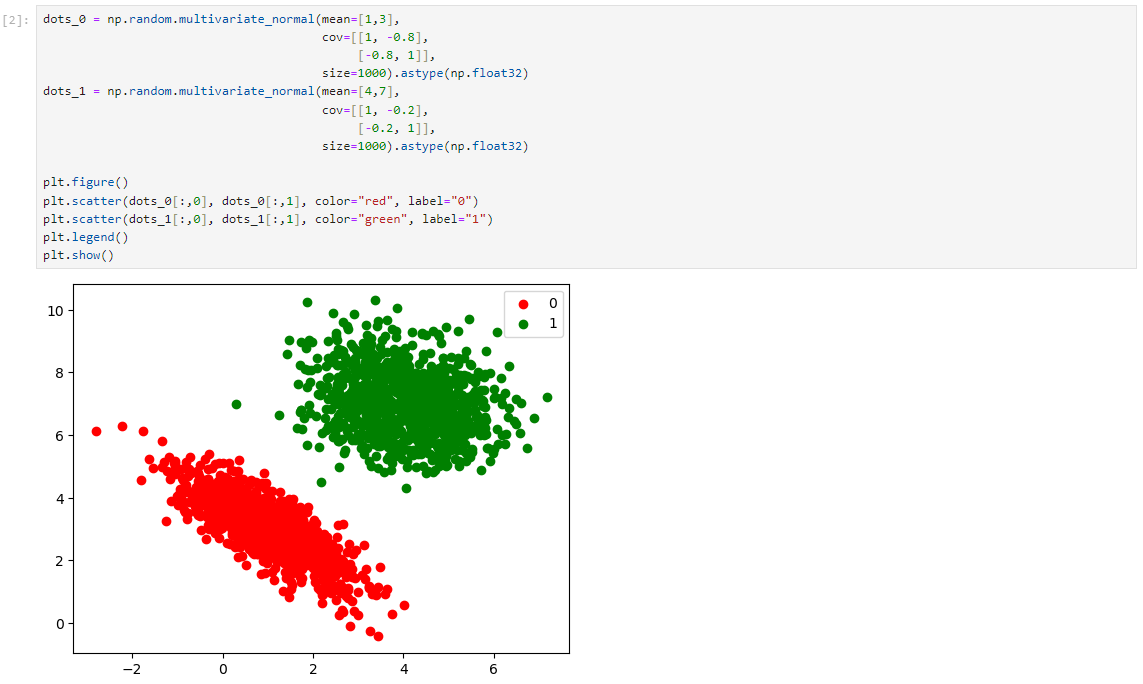 [2]:
dots_0 = np.random.multivariate_normal(mean=[1,3],
cov=[[1, -0.8],
[-0.8, 1]],
size=1000).astype(np.float32)
dots_1 = np.random.multivariate_normal(mean=[4,7],
cov=[[1, -0.2],
[-0.2, 1]],
size=1000).astype(np.float32)
plt.figure()
plt.scatter(dots_0[:,0], dots_0[:,1], color="red", label="0")
plt.scatter(dots_1[:,0], dots_1[:,1], color="green", label="1")
plt.legend()
plt.show()
0
1
10
8
6
4
2
0
−2 0 2 4 6